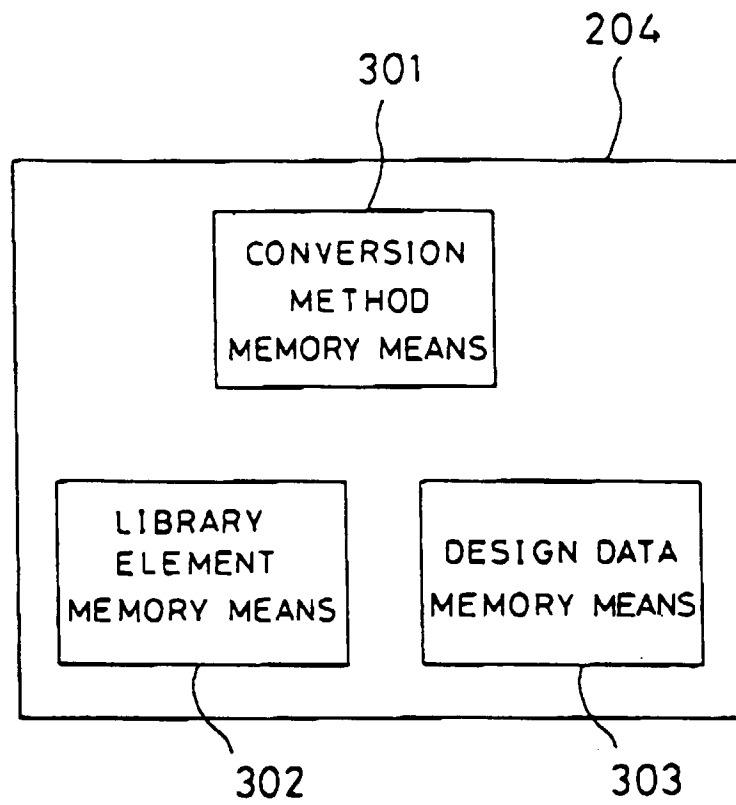 204
301
CONVERSION
METHOD
MEMORY MEANS
LIBRARY
ELEMENT
MEMORY MEANS
DESIGN DATA
MEMORY MEANS
302
303